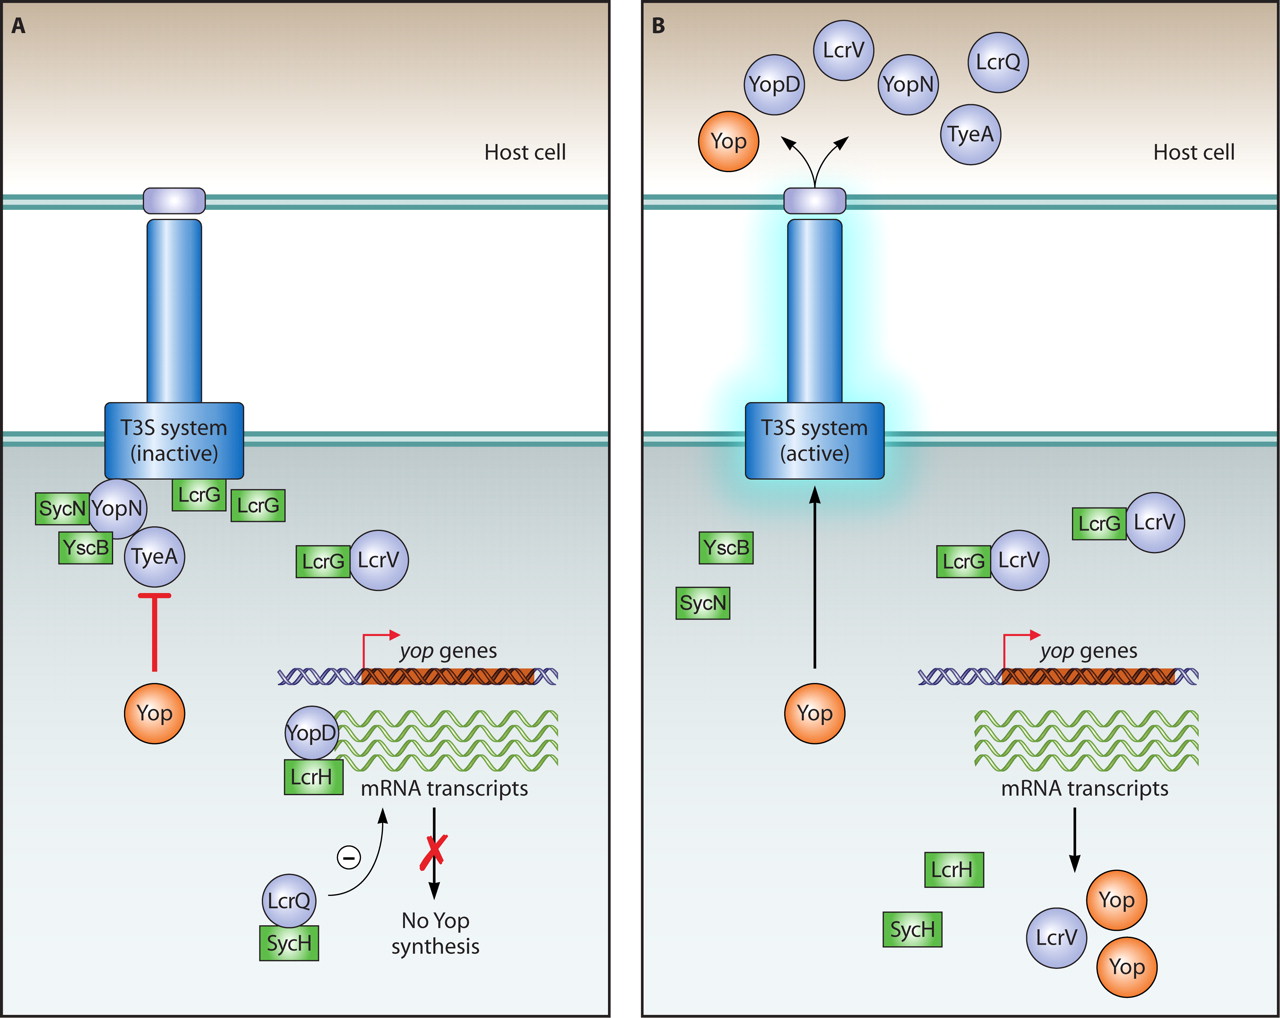 A
Host cell
T3S system
(inactive)
SycN
YopN
LcrG
LcrG
YscB
TyeA
LcrG
LcrV
yop genes
Yop
YopD
LcrH
mRNA transcripts
−
LcrQ
SycH
No Yop
synthesis
B
LcrV
LcrQ
YopD
YopN
TyeA
Yop
Host cell
T3S system
(active)
LcrG
LcrV
YscB
LcrG
LcrV
SycN
yop genes
Yop
mRNA transcripts
LcrH
Yop
SycH
LcrV
Yop